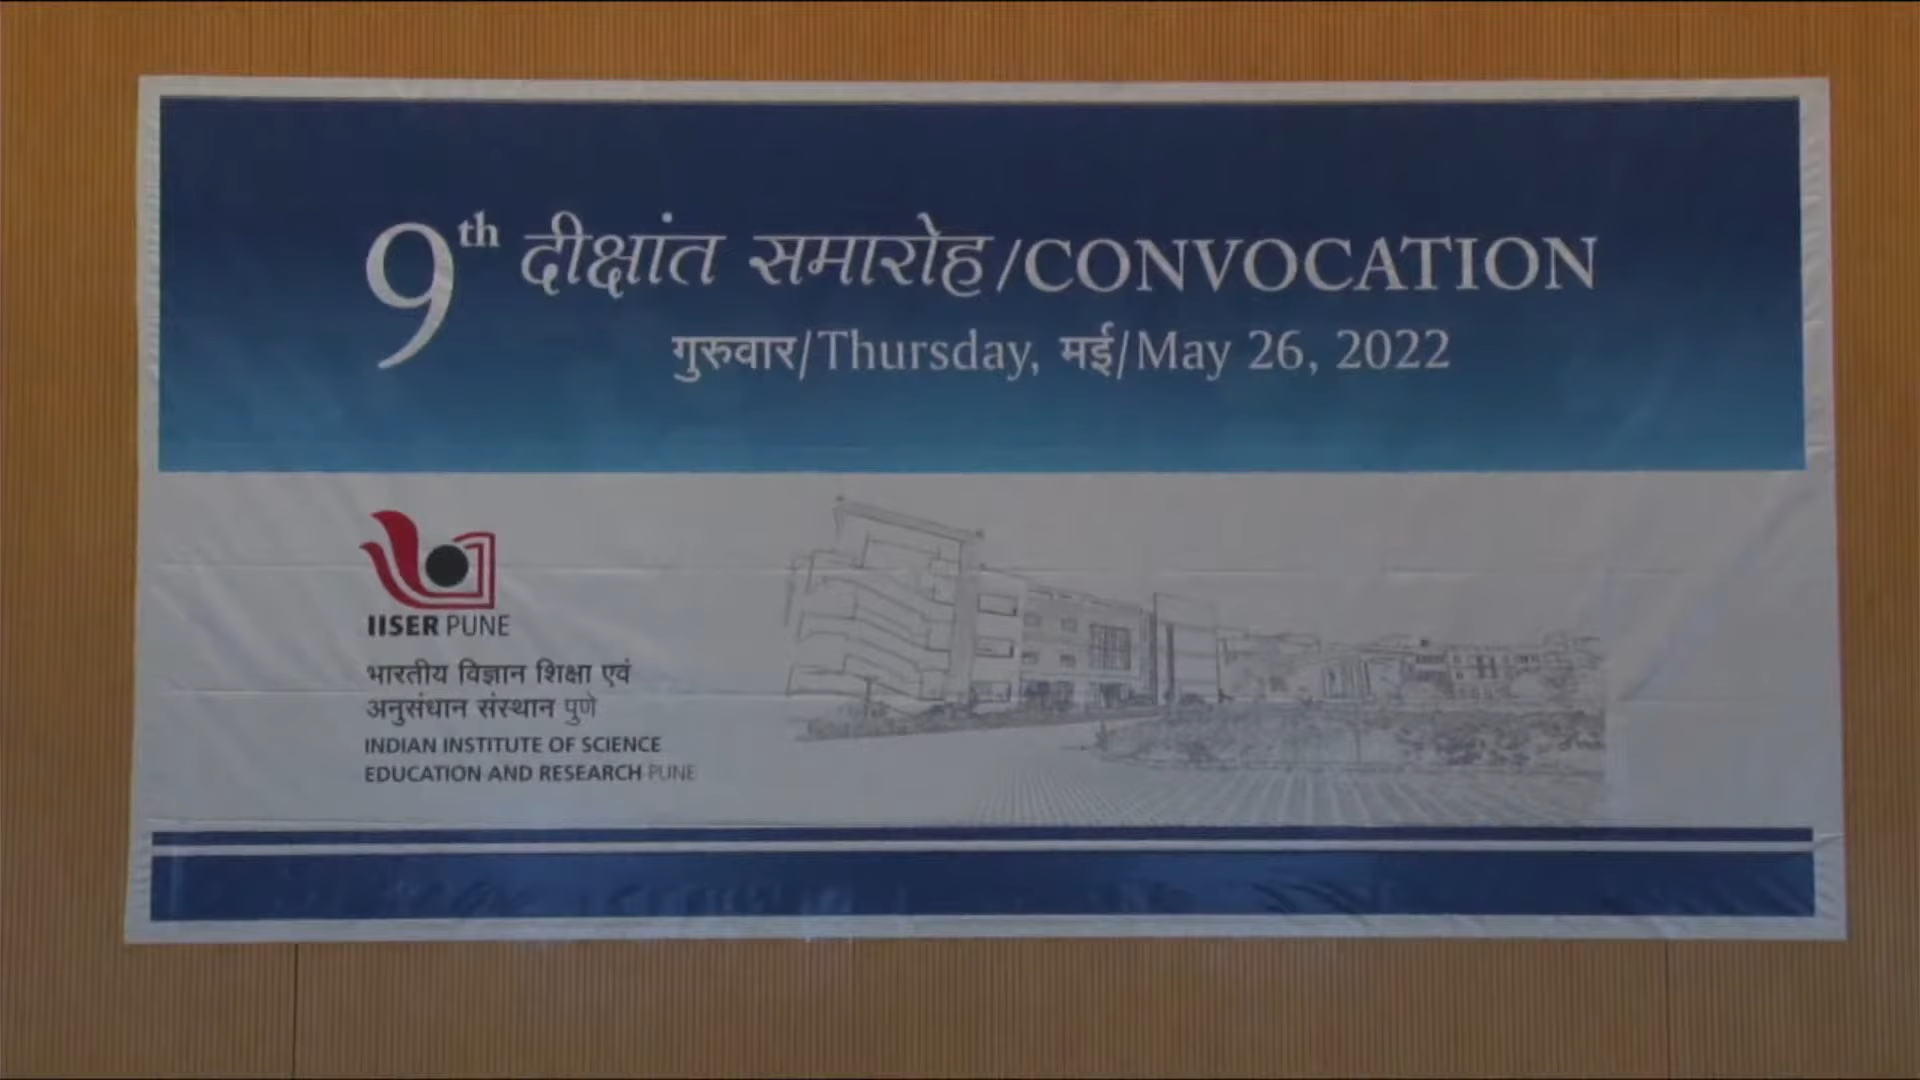 9th दीक्षांत समारोह/CONVOCATION
गुरुवार/Thursday, मई/May 26, 2022
IISER PUNE
भारतीय विज्ञान शिक्षा एवं
अनुसंधान संस्थान पुणे
INDIAN INSTITUTE OF SCIENCE
EDUCATION AND RESEARCH PUNE